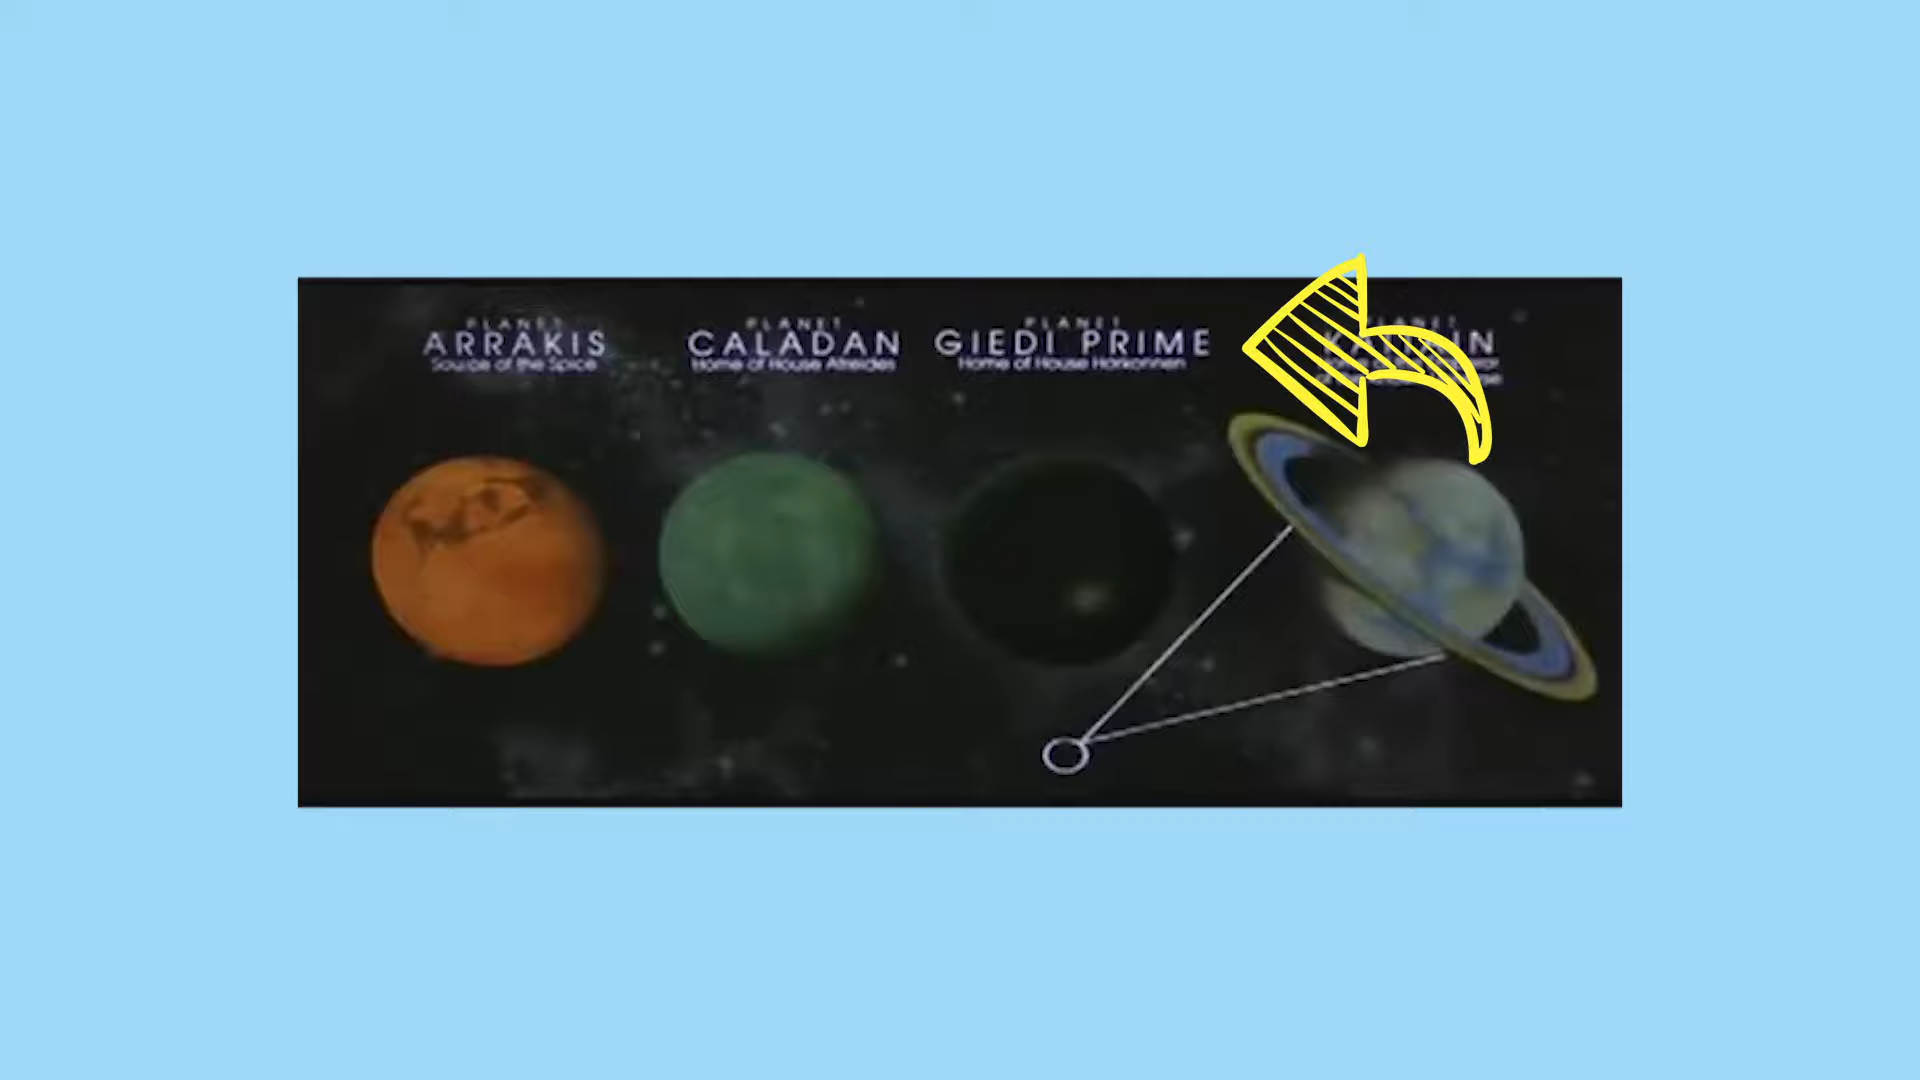 PLANET
ARRAKIS
Source of the Spice
PLANET
CALADAN
Home of House Atreides
PLANET
GIEDI PRIME
Home of House Harkonnen
PLANET